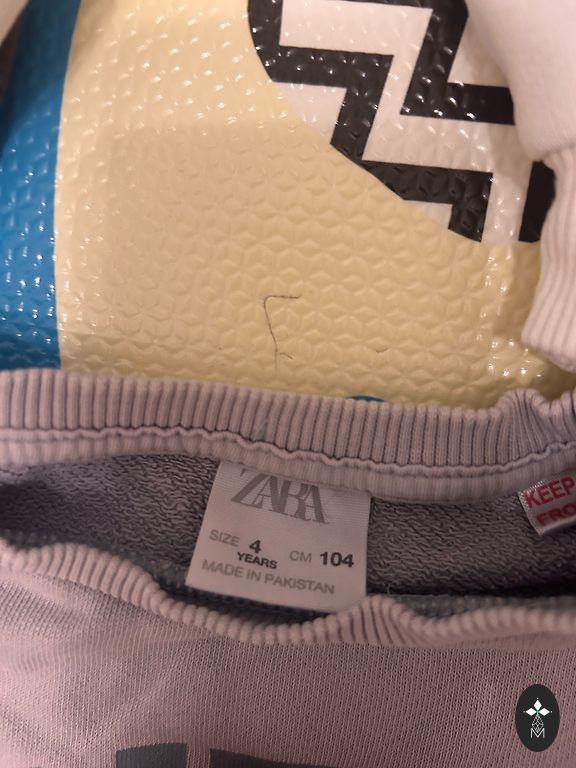 ZARA
SIZE 4 YEARS CM 104
MADE IN PAKISTAN
KEEP
FRO
M